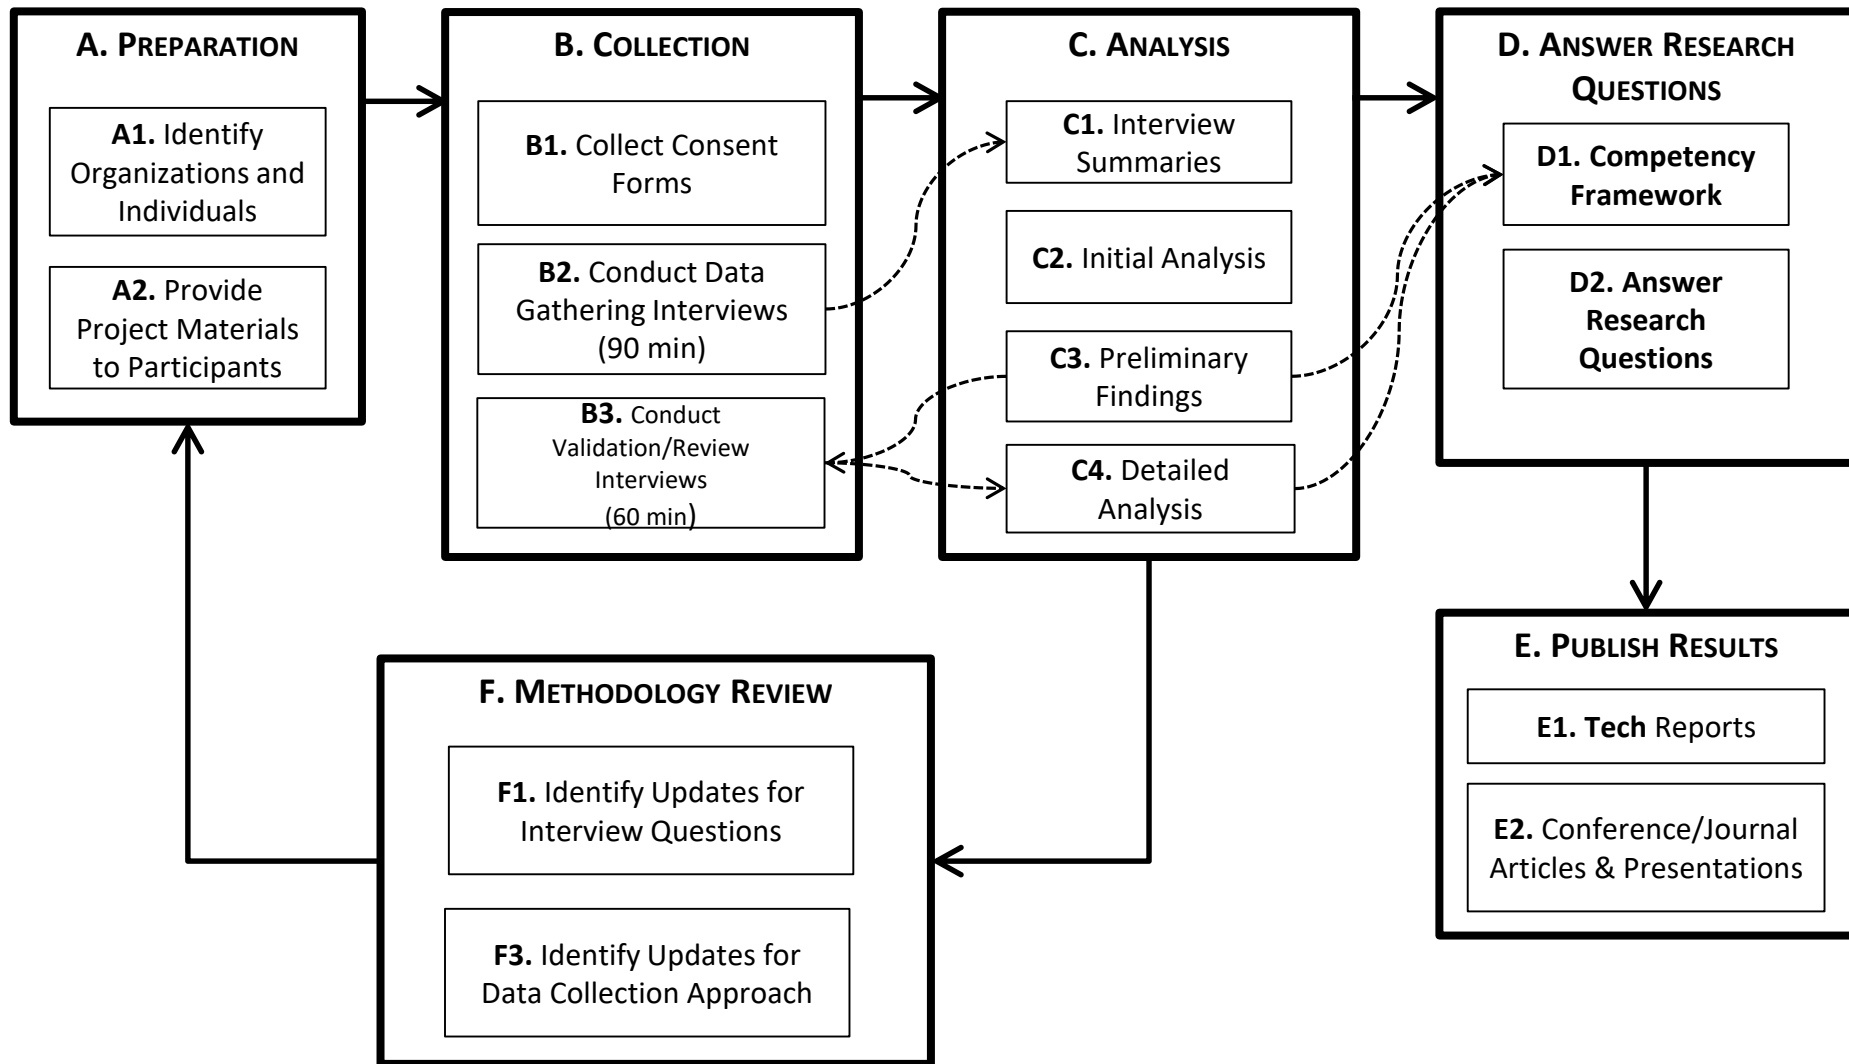 A. PREPARATION
A1. Identify
Organizations and
Individuals
A2. Provide
Project Materials
to Participants
B. COLLECTION
B1. Collect Consent
Forms
B2. Conduct Data
Gathering Interviews
(90 min)
B3. Conduct
Validation/Review
Interviews
(60 min)
C. ANALYSIS
C1. Interview
Summaries
C2. Initial Analysis
C3. Preliminary
Findings
C4. Detailed
Analysis
D. ANSWER RESEARCH
QUESTIONS
D1. Competency
Framework
D2. Answer
Research
Questions
E. PUBLISH RESULTS
E1. Tech Reports
E2. Conference/Journal
Articles & Presentations
F. METHODOLOGY REVIEW
F1. Identify Updates for
Interview Questions
F3. Identify Updates for
Data Collection Approach